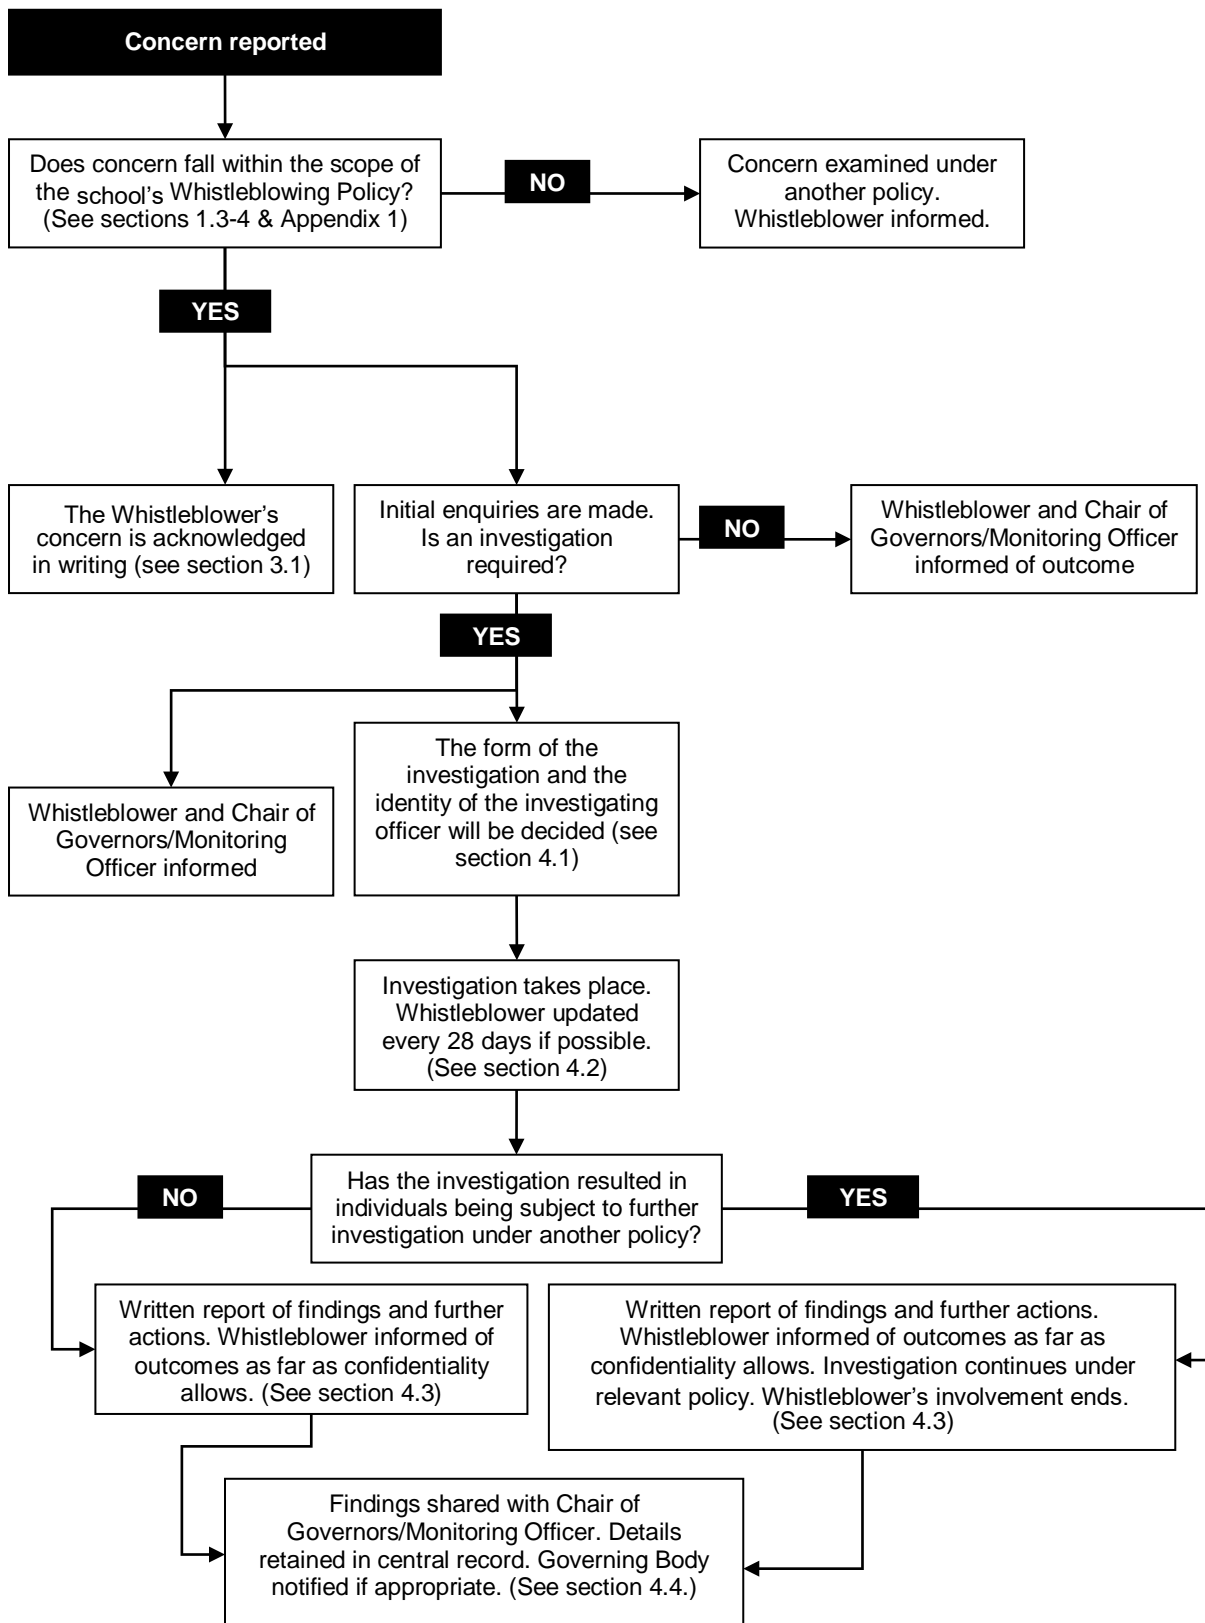 Concern reported
Does concern fall within the scope of
the school's Whistleblowing Policy?
(See sections 1.3-4 & Appendix 1)
NO
Concern examined under
another policy.
Whistleblower informed.
YES
The Whistleblower's
concern is acknowledged
in writing (see section 3.1)
Initial enquiries are made.
Is an investigation
required?
NO
Whistleblower and Chair of
Governors/Monitoring Officer
informed of outcome
YES
Whistleblower and Chair of
Governors/Monitoring
Officer informed
The form of the
investigation and the
identity of the investigating
officer will be decided (see
section 4.1)
Investigation takes place.
Whistleblower updated
every 28 days if possible.
(See section 4.2)
NO
Has the investigation resulted in
individuals being subject to further
investigation under another policy?
YES
Written report of findings and further
actions. Whistleblower informed of
outcomes as far as confidentiality
allows. (See section 4.3)
Written report of findings and further actions.
Whistleblower informed of outcomes as far as
confidentiality allows. Investigation continues under
relevant policy. Whistleblower's involvement ends.
(See section 4.3)
Findings shared with Chair of
Governors/Monitoring Officer. Details
retained in central record. Governing Body
notified if appropriate. (See section 4.4.)